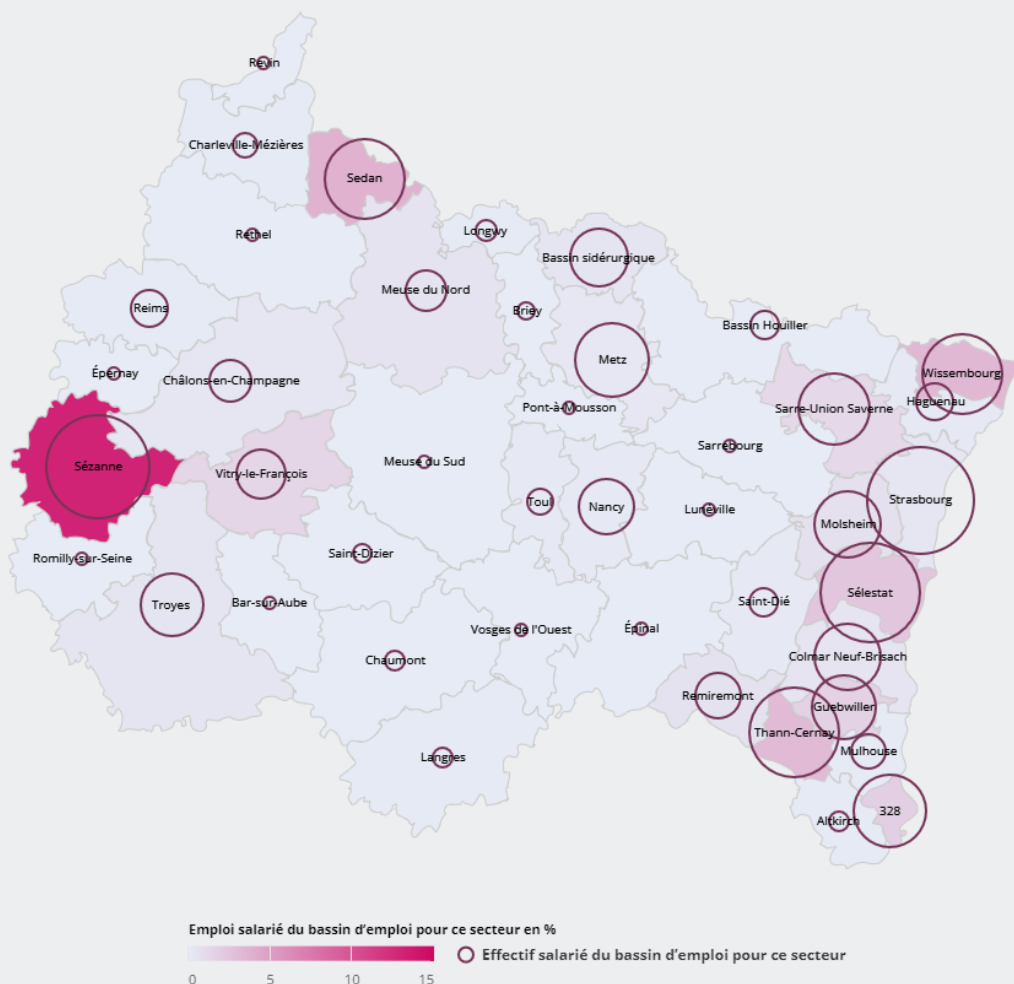 Revin
Charleville-Mézières
Sedan
Longwy
Rethel
Bassin sidérurgique
Meuse du Nord
Reims
Briey
Bassin Houiller
Metz
Épernay
Wissembourg
Châlons-en-Champagne
Haguenau
Pont-à-Mousson
Sarre-Union Saverne
Sarrebourg
Meuse du Sud
Sézanne
Vitry-le-François
Strasbourg
Toul
Nancy
Lunéville
Molsheim
Saint-Dizier
Romilly-sur-Seine
Sélestat
Bar-sur-Aube
Saint-Dié
Troyes
Vosges de l'Ouest
Épinal
Colmar Neuf-Brisach
Chaumont
Remiremont
Guebwiller
Thann-Cernay
Mulhouse
Langres
328
Altkirch
Emploi salarié du bassin d’emploi pour ce secteur en %
Effectif salarié du bassin d’emploi pour ce secteur
0 5 10 15